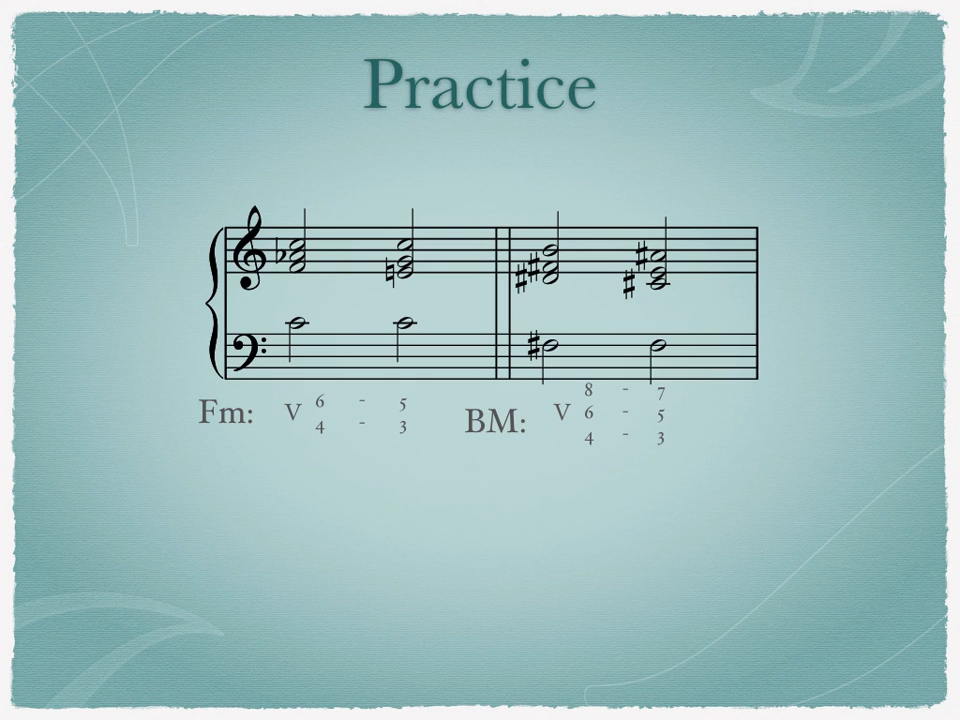 Practice
Fm: V 6 - 5
4 - 3
BM: V 8 - 7
6 - 5
4 - 3